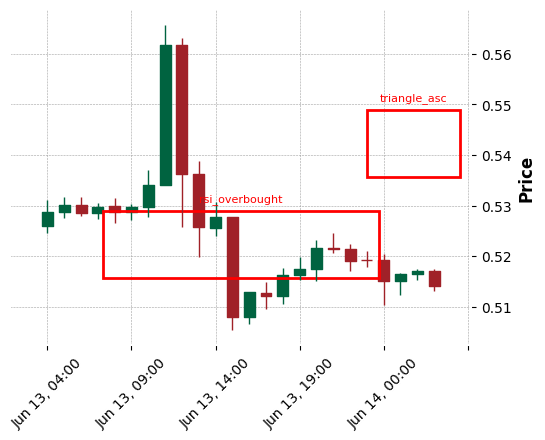 0.56
triangle_asc
0.55
0.54
Price
0.53
rsi_overbought
0.52
0.51
Jun 13, 04:00
Jun 13, 09:00
Jun 13, 14:00
Jun 13, 19:00
Jun 14, 00:00